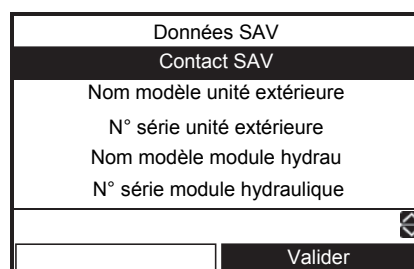 Données SAV
Contact SAV
Nom modèle unité extérieure
N° série unité extérieure
Nom modèle module hydrau
N° série module hydraulique
Valider